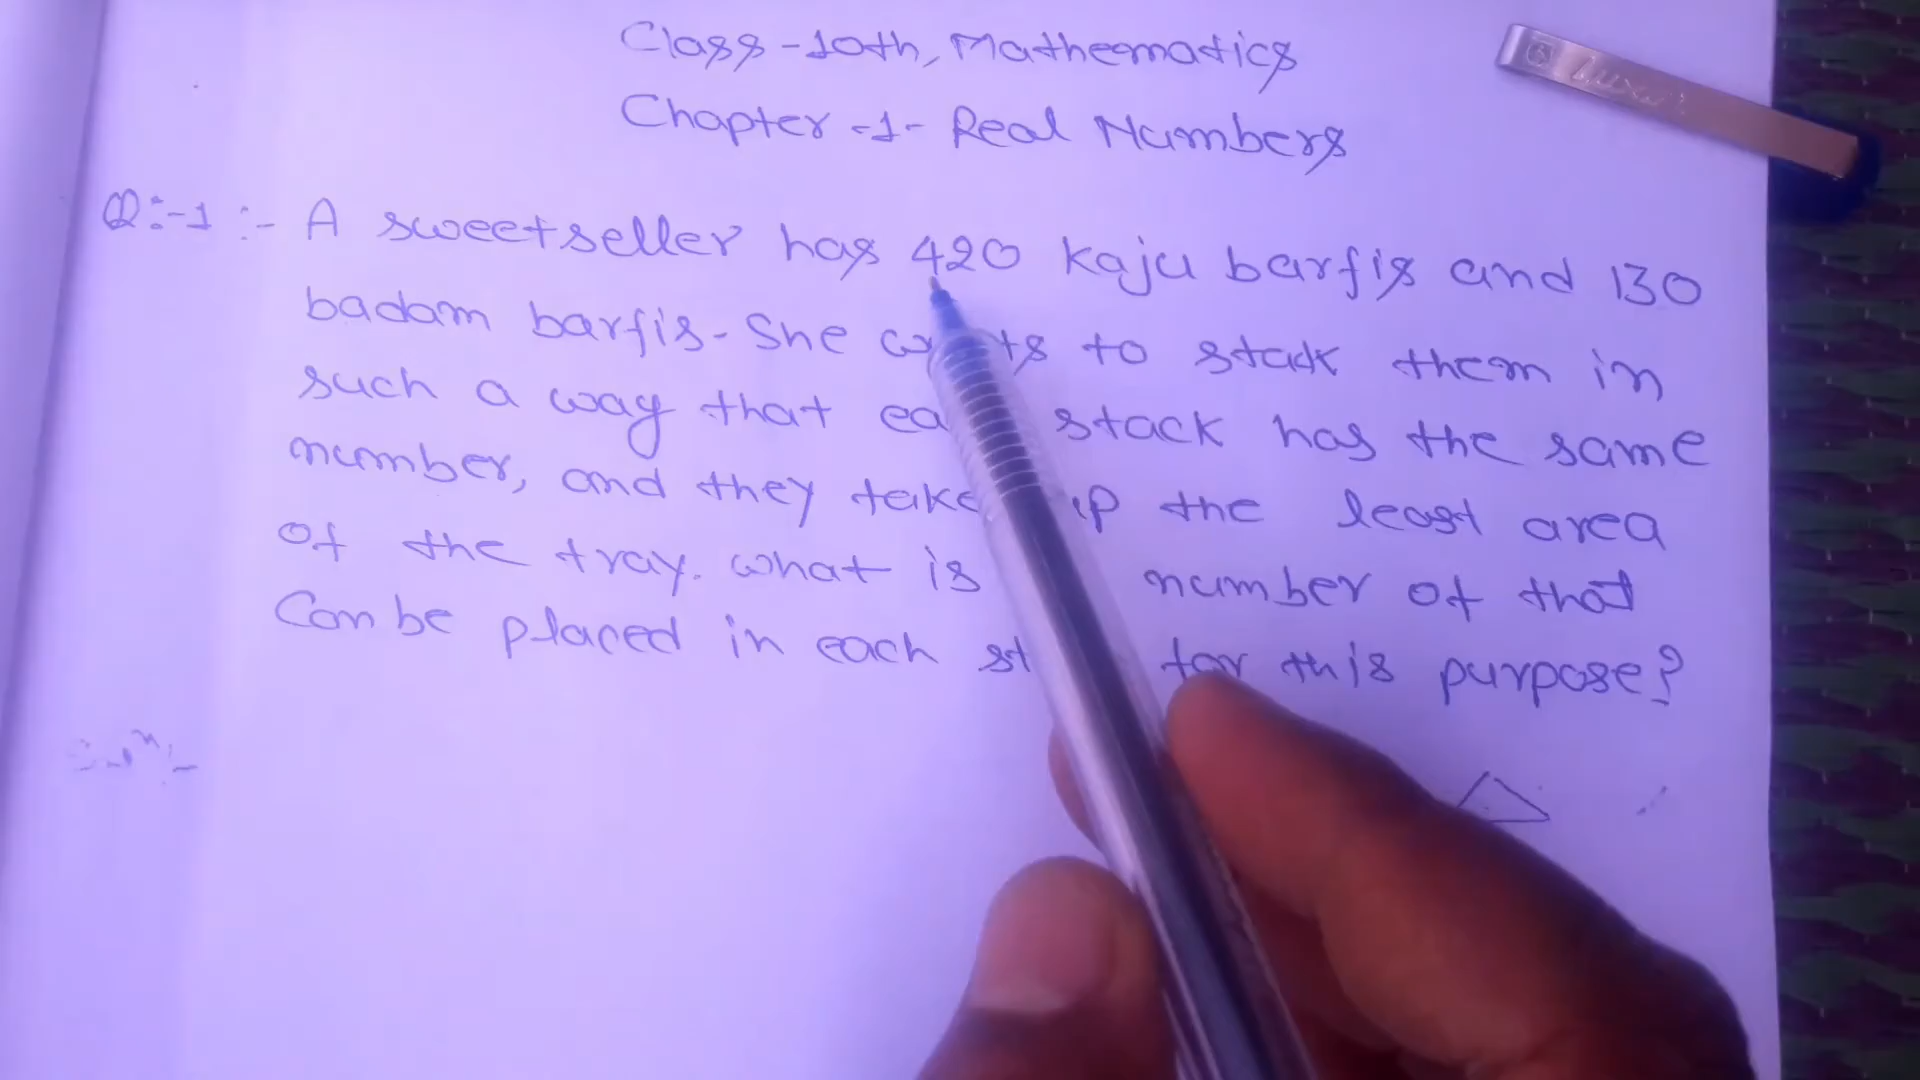 Class -10th, Mathematics
Chapter -1- Real Numbers
Q:-1 :- A sweetseller has 420 kaju barfis and 130
badam barfis. She to stack them in
such a way that stack has the same
number, and they take up the least area
of the tray. what is number of that
Can be placed in each for this purpose?
Solⁿ:-